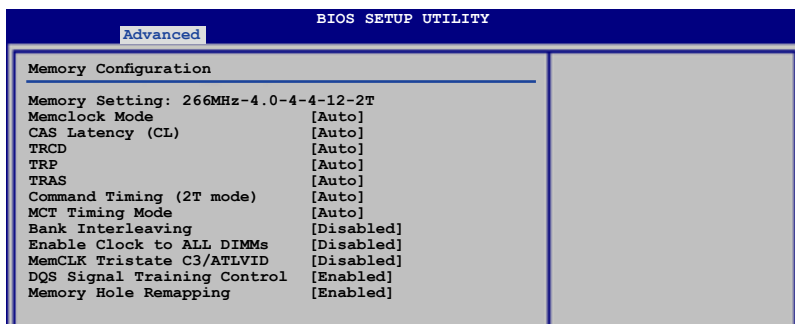 BIOS SETUP UTILITY
Advanced
Memory Configuration
Memory Setting: 266MHz-4.0-4-4-12-2T
Memclock Mode [Auto]
CAS Latency (CL) [Auto]
TRCD [Auto]
TRP [Auto]
TRAS [Auto]
Command Timing (2T mode) [Auto]
MCT Timing Mode [Auto]
Bank Interleaving [Disabled]
Enable Clock to ALL DIMMs [Disabled]
MemCLK Tristate C3/ATLVID [Disabled]
DQS Signal Training Control [Enabled]
Memory Hole Remapping [Enabled]